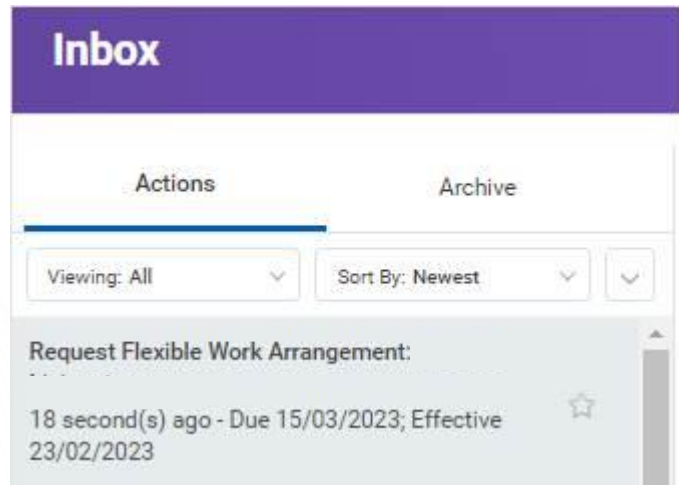 Inbox
Actions
Archive
Viewing: All
Sort By: Newest
Request Flexible Work Arrangement:
18 second(s) ago - Due 15/03/2023; Effective
23/02/2023